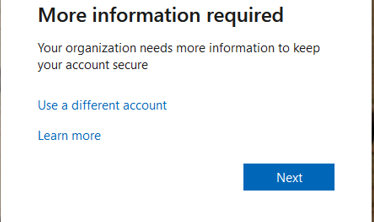 More information required
Your organization needs more information to keep
your account secure
Use a different account
Learn more
Next